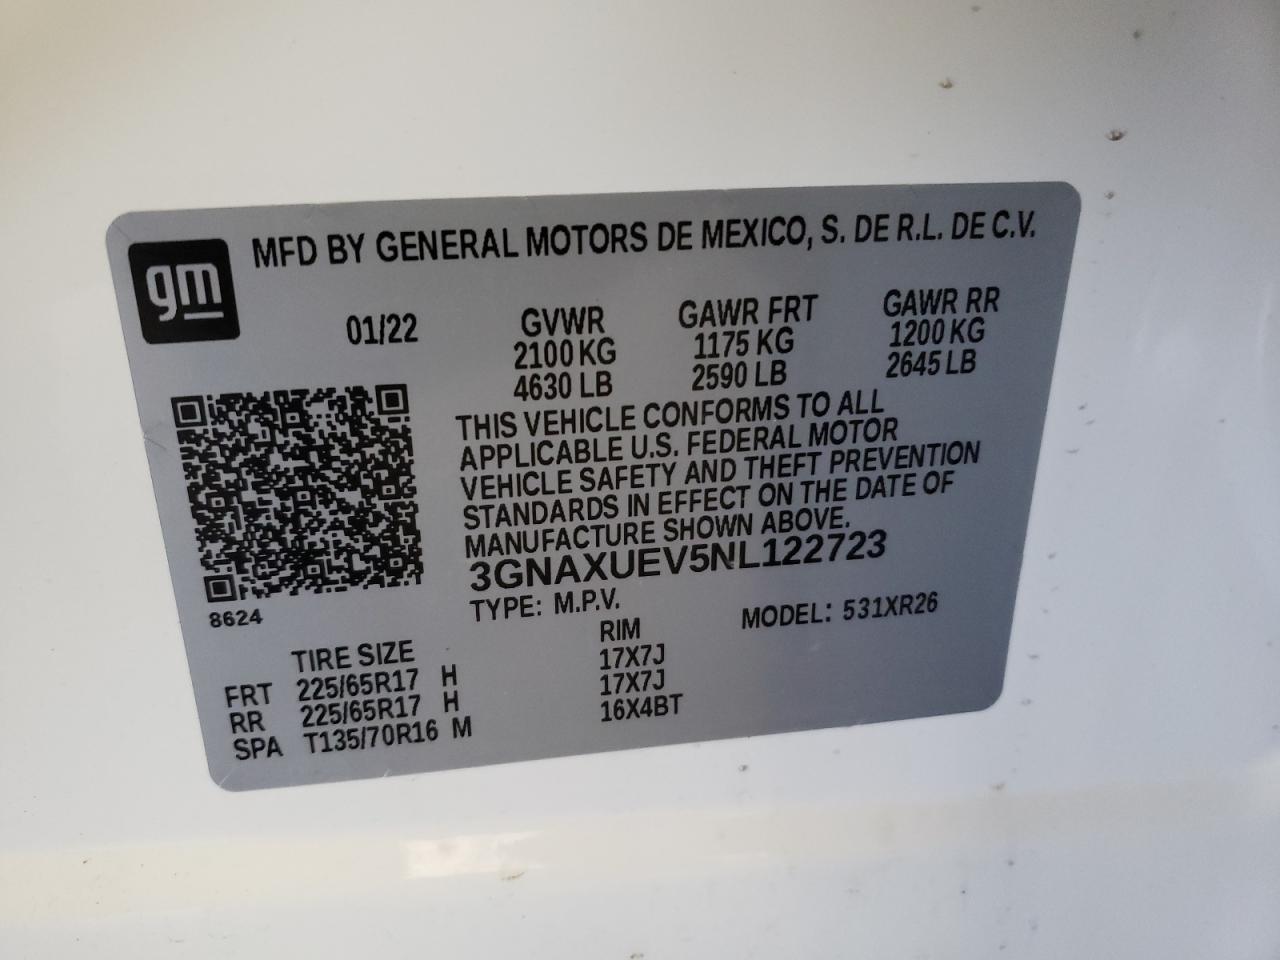 gm
MFD BY GENERAL MOTORS DE MEXICO, S. DE R.L. DE C.V.
01/22 GVWR GAWR FRT GAWR RR
2100 KG 1175 KG 1200 KG
4630 LB 2590 LB 2645 LB
THIS VEHICLE CONFORMS TO ALL
APPLICABLE U.S. FEDERAL MOTOR
VEHICLE SAFETY AND THEFT PREVENTION
STANDARDS IN EFFECT ON THE DATE OF
MANUFACTURE SHOWN ABOVE.
3GNAXUEV5NL122723
8624
TYPE: M.P.V. MODEL: 531XR26
TIRE SIZE RIM
FRT 225/65R17 H 17X7J
RR 225/65R17 H 17X7J
SPA T135/70R16 M 16X4BT